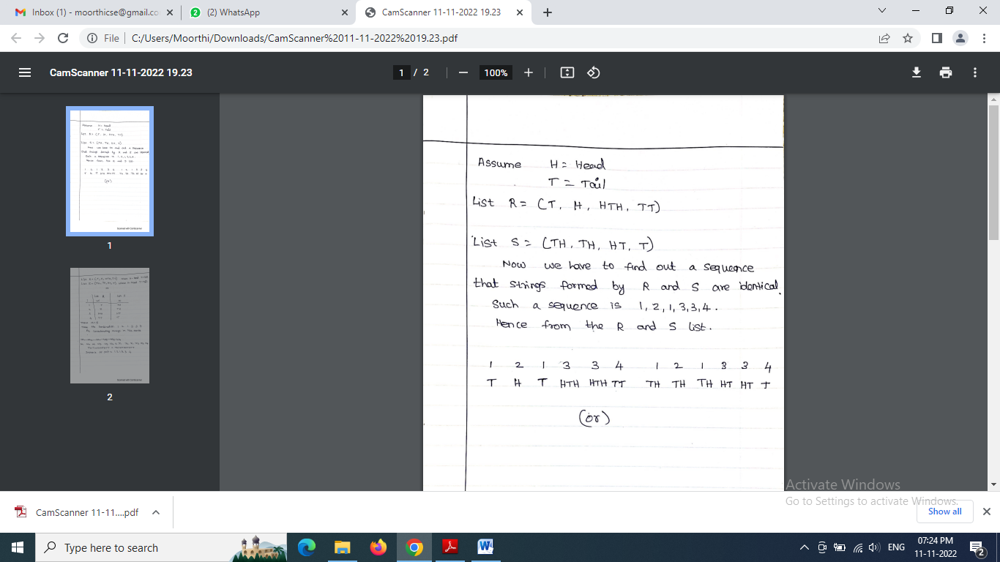 Inbox (1) - moorthicse@gmail.co
(2) WhatsApp
CamScanner 11-11-2022 19.23
File
C:/Users/Moorthi/Downloads/CamScanner%2011-11-2022%2019.23.pdf
CamScanner 11-11-2022 19.23
1 / 2
100%
1
2
Assume H = Head
T = Tail
List R = (T, H, HTH, TT)
List S = (TH, TH, HT, T)
Now we have to find out a sequence
that strings formed by R and S are identical.
Such a sequence is 1, 2, 1, 3, 3, 4.
Hence from the R and S list.
1 2 1 3 3 4 1 2 1 3 3 4
T H T HTH HTH TT TH TH TH HT HT T
(or)
Activate Windows
Go to Settings to activate Windows.
CamScanner 11-11....pdf
Show all
Type here to search
ENG
07:24 PM
11-11-2022
2